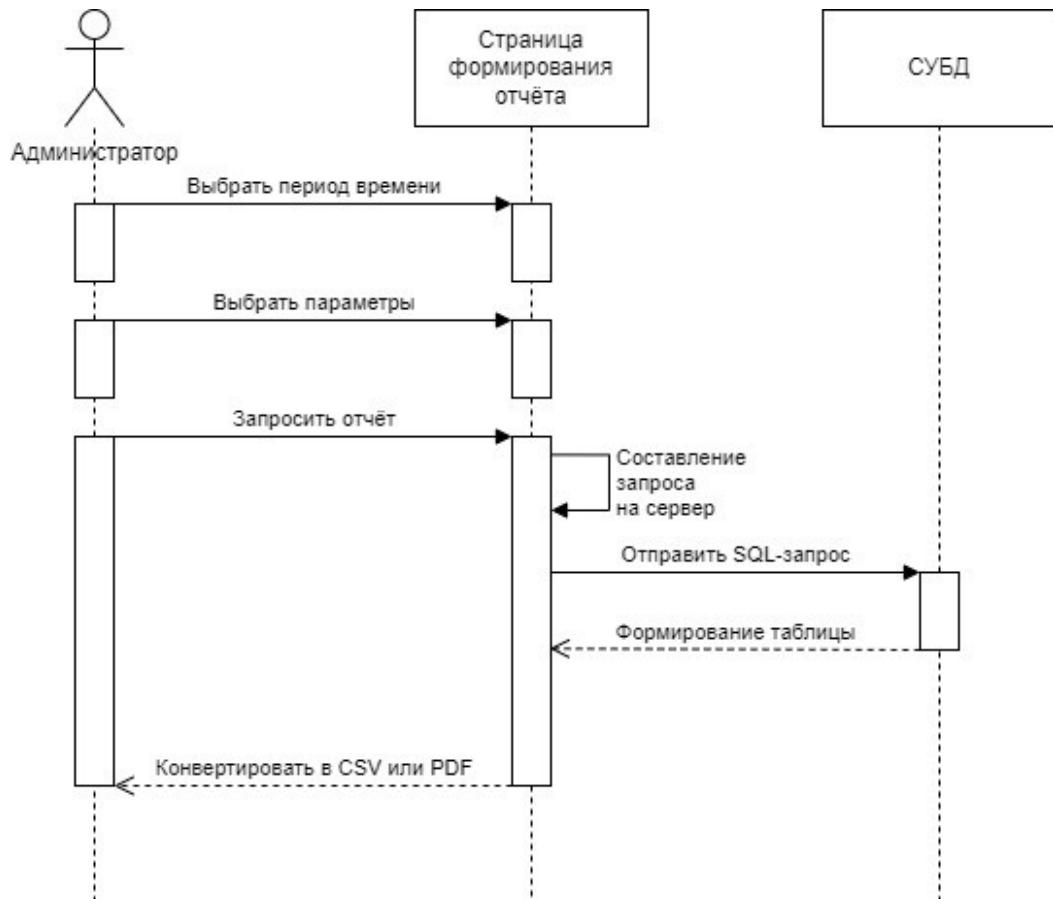 Страница
формирования
отчёта
СУБД
Администратор
Выбрать период времени
Выбрать параметры
Запросить отчёт
Составление
запроса
на сервер
Отправить SQL-запрос
Формирование таблицы
Конвертировать в CSV или PDF